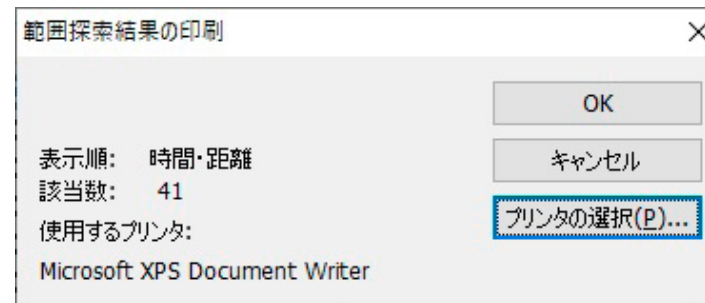 範囲探索結果の印刷
OK
表示順: 時間・距離
キャンセル
該当数: 41
プリンタの選択(P)...
使用するプリンタ:
Microsoft XPS Document Writer